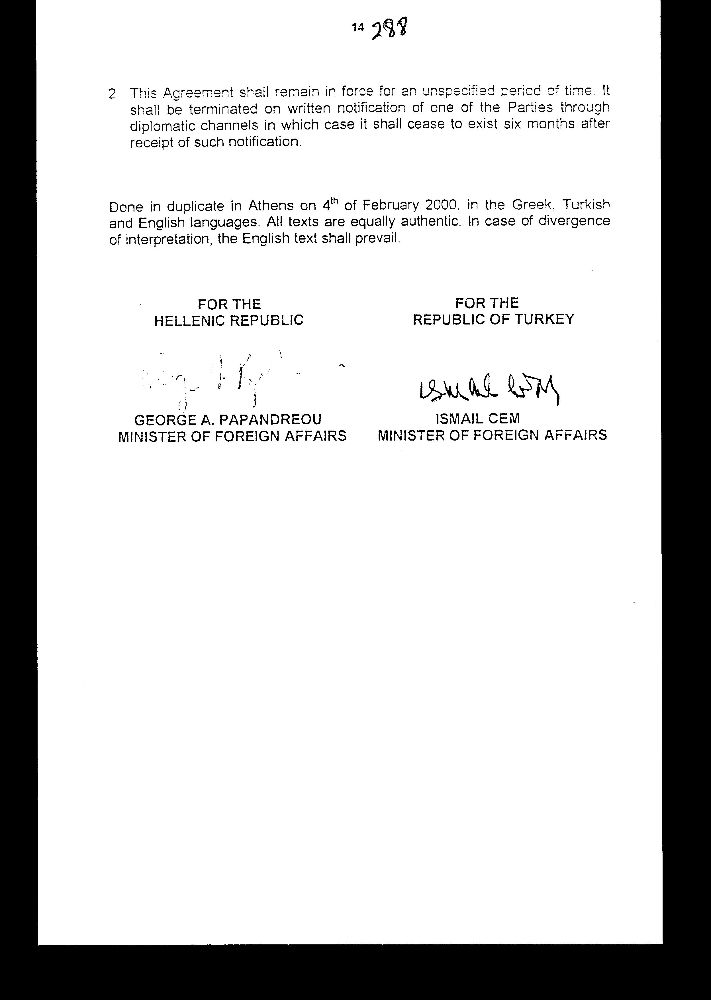 14 288
2. This Agreement shall remain in force for an unspecified period of time. It
shall be terminated on written notification of one of the Parties through
diplomatic channels in which case it shall cease to exist six months after
receipt of such notification.
Done in duplicate in Athens on 4th of February 2000, in the Greek, Turkish
and English languages. All texts are equally authentic. In case of divergence
of interpretation, the English text shall prevail.
FOR THE
HELLENIC REPUBLIC
GEORGE A. PAPANDREOU
MINISTER OF FOREIGN AFFAIRS
FOR THE
REPUBLIC OF TURKEY
ISMAIL CEM
MINISTER OF FOREIGN AFFAIRS